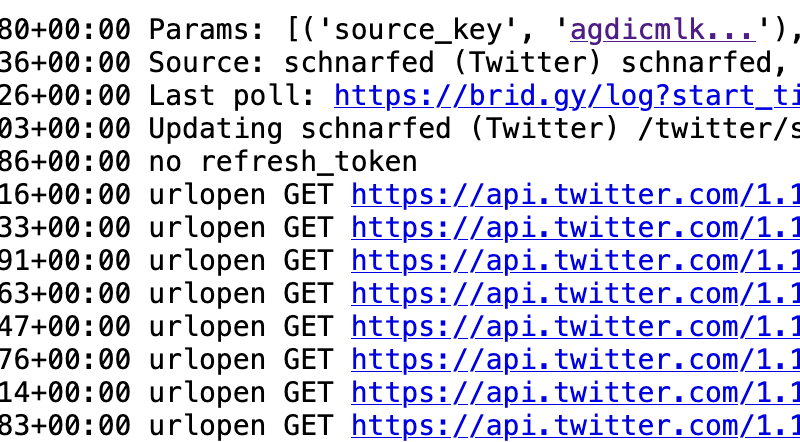 80+00:00 Params: [('source_key', 'agdicmlk...'),
36+00:00 Source: schnarfed (Twitter) schnarfed,
26+00:00 Last poll: https://brid.gy/log?start_ti
03+00:00 Updating schnarfed (Twitter) /twitter/s
86+00:00 no refresh_token
16+00:00 urlopen GET https://api.twitter.com/1.1
33+00:00 urlopen GET https://api.twitter.com/1.1
91+00:00 urlopen GET https://api.twitter.com/1.1
63+00:00 urlopen GET https://api.twitter.com/1.1
47+00:00 urlopen GET https://api.twitter.com/1.1
76+00:00 urlopen GET https://api.twitter.com/1.1
14+00:00 urlopen GET https://api.twitter.com/1.1
83+00:00 urlopen GET https://api.twitter.com/1.1